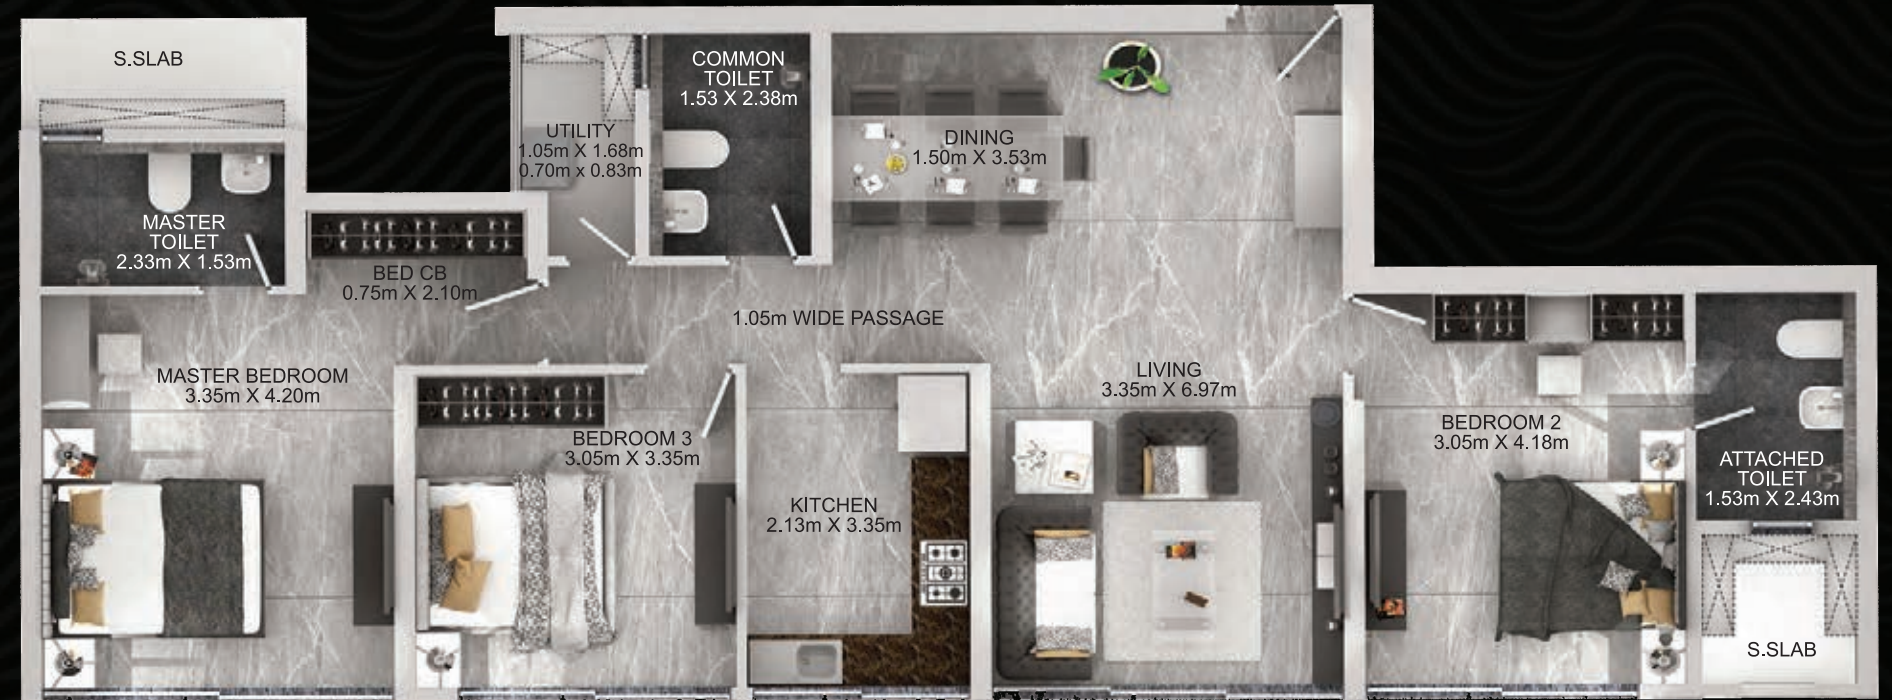 S.SLAB
COMMON
TOILET
1.53 X 2.38m
UTILITY
1.05m X 1.68m
0.70m x 0.83m
DINING
1.50m X 3.53m
MASTER
TOILET
2.33m X 1.53m
BED CB
0.75m X 2.10m
1.05m WIDE PASSAGE
MASTER BEDROOM
3.35m X 4.20m
LIVING
3.35m X 6.97m
BEDROOM 3
3.05m X 3.35m
BEDROOM 2
3.05m X 4.18m
KITCHEN
2.13m X 3.35m
ATTACHED
TOILET
1.53m X 2.43m
S.SLAB